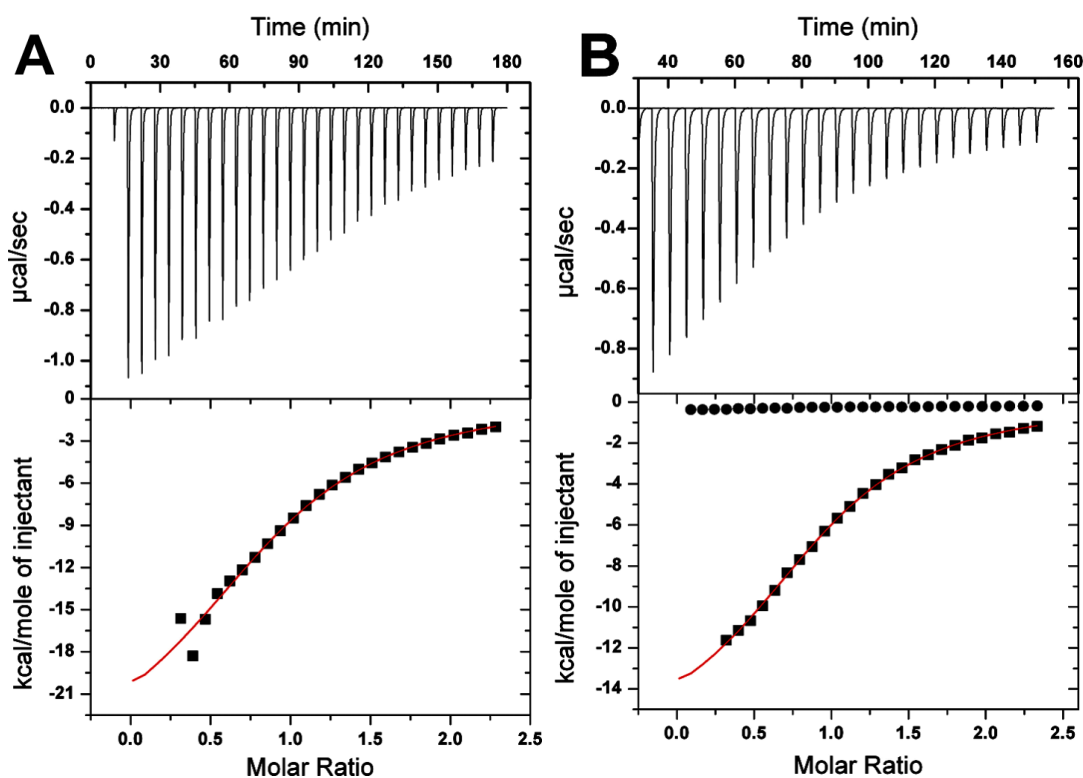 A
Time (min)
0 30 60 90 120 150 180
0.0
-0.2
-0.4
-0.6
-0.8
-1.0
µcal/sec
0
-3
-6
-9
-12
-15
-18
-21
kcal/mole of injectant
0.0 0.5 1.0 1.5 2.0 2.5
Molar Ratio
B
Time (min)
40 60 80 100 120 140 160
0.0
-0.2
-0.4
-0.6
-0.8
µcal/sec
0
-2
-4
-6
-8
-10
-12
-14
kcal/mole of injectant
0.0 0.5 1.0 1.5 2.0 2.5
Molar Ratio